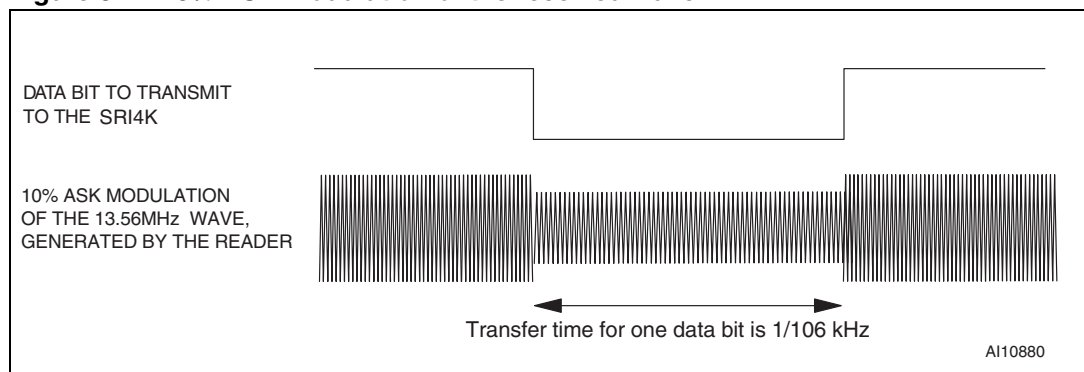 DATA BIT TO TRANSMIT
TO THE SRI4K
10% ASK MODULATION
OF THE 13.56MHz WAVE,
GENERATED BY THE READER
Transfer time for one data bit is 1/106 kHz
AI10880